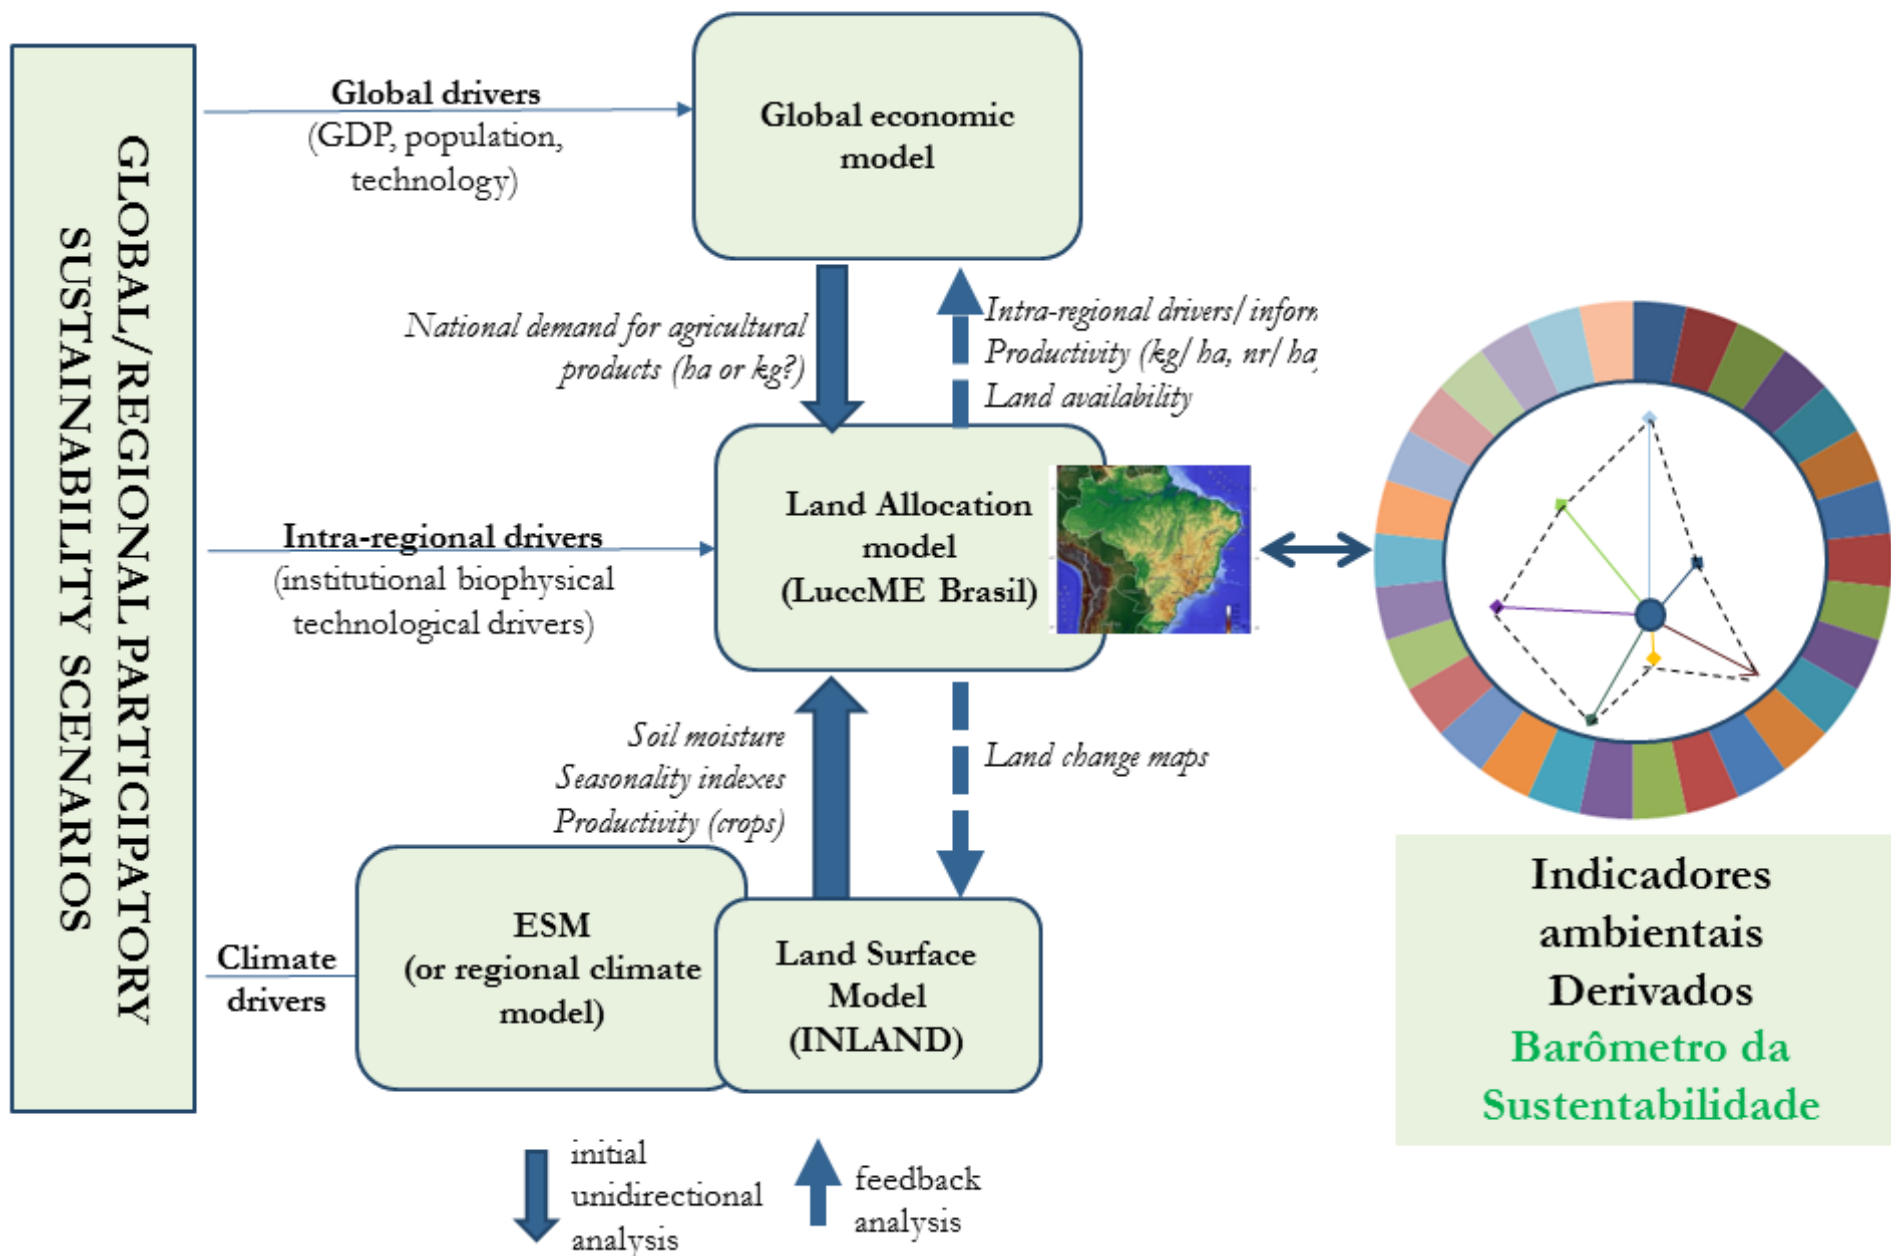 GLOBAL/REGIONAL PARTICIPATORY
SUSTAINABILITY SCENARIOS
Global drivers
(GDP, population,
technology)
Global economic
model
National demand for agricultural
products (ha or kg?)
Intra-regional drivers/ inforn
Productivity (kg/ ha, nr/ ha
Land availability
Intra-regional drivers
(institutional biophysical
technological drivers)
Land Allocation
model
(LuccME Brasil)
Soil moisture
Seasonality indexes
Productivity (crops)
Land change maps
Climate
drivers
ESM
(or regional climate
model)
Land Surface
Model
(INLAND)
Indicadores
ambientais
Derivados
Barômetro da
Sustentabilidade
initial
unidirectional
analysis
feedback
analysis